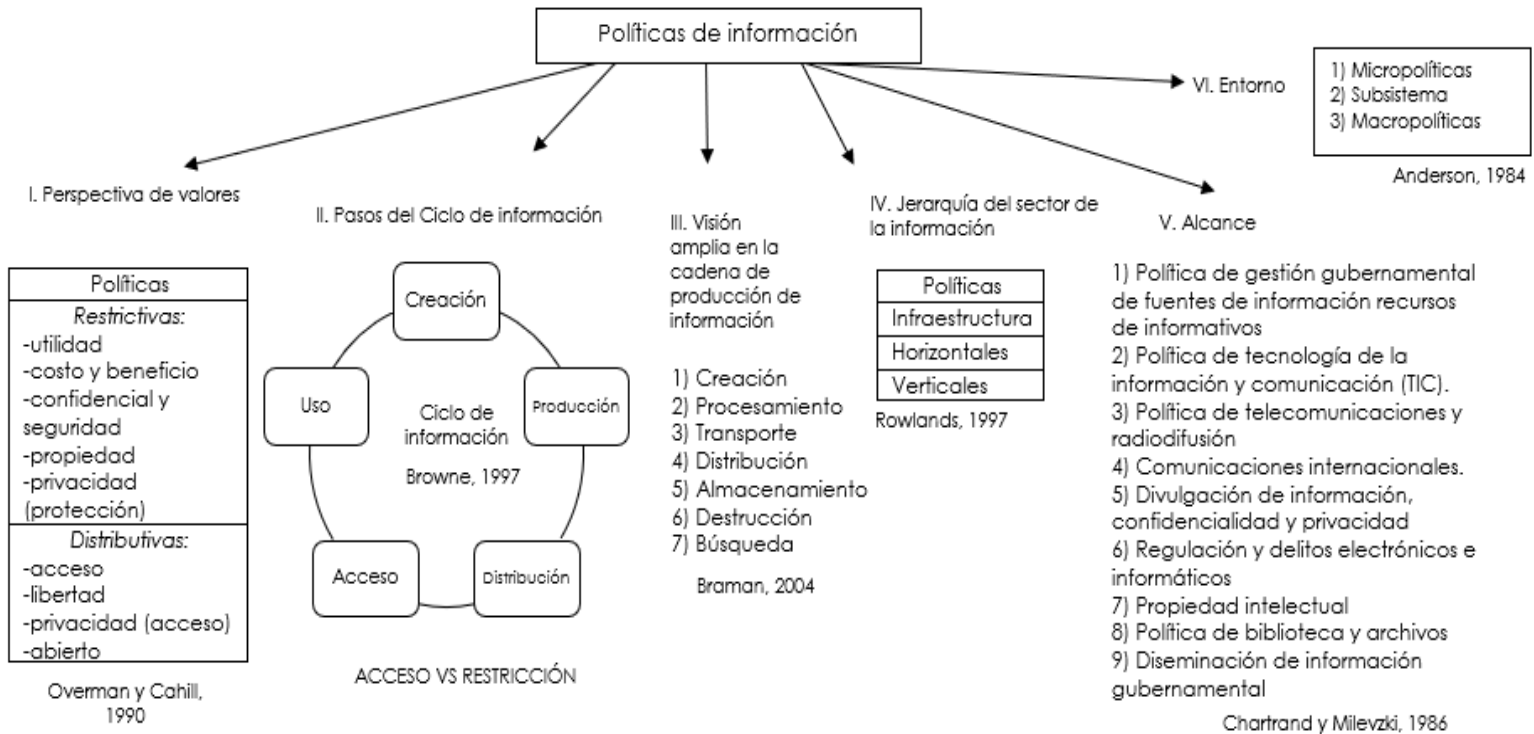 Políticas de información
I. Perspectiva de valores
Políticas
Restrictivas:
-utilidad
-costo y beneficio
-confidencial y
seguridad
-propiedad
-privacidad
(protección)
Distributivas:
-acceso
-libertad
-privacidad (acceso)
-abierto
Overman y Cahill,
1990
II. Pasos del Ciclo de información
Creación
Producción
Distribución
Acceso
Uso
Ciclo de
información
Browne, 1997
ACCESO VS RESTRICCIÓN
III. Visión
amplia en la
cadena de
producción de
información
1) Creación
2) Procesamiento
3) Transporte
4) Distribución
5) Almacenamiento
6) Destrucción
7) Búsqueda
Braman, 2004
IV. Jerarquía del sector de
la información
Políticas
Infraestructura
Horizontales
Verticales
Rowlands, 1997
V. Alcance
1) Política de gestión gubernamental
de fuentes de información recursos
de informativos
2) Política de tecnología de la
información y comunicación (TIC).
3) Política de telecomunicaciones y
radiodifusión
4) Comunicaciones internacionales.
5) Divulgación de información,
confidencialidad y privacidad
6) Regulación y delitos electrónicos e
informáticos
7) Propiedad intelectual
8) Política de biblioteca y archivos
9) Diseminación de información
gubernamental
Chartrand y Milevzki, 1986
VI. Entorno
1) Micropolíticas
2) Subsistema
3) Macropolíticas
Anderson, 1984